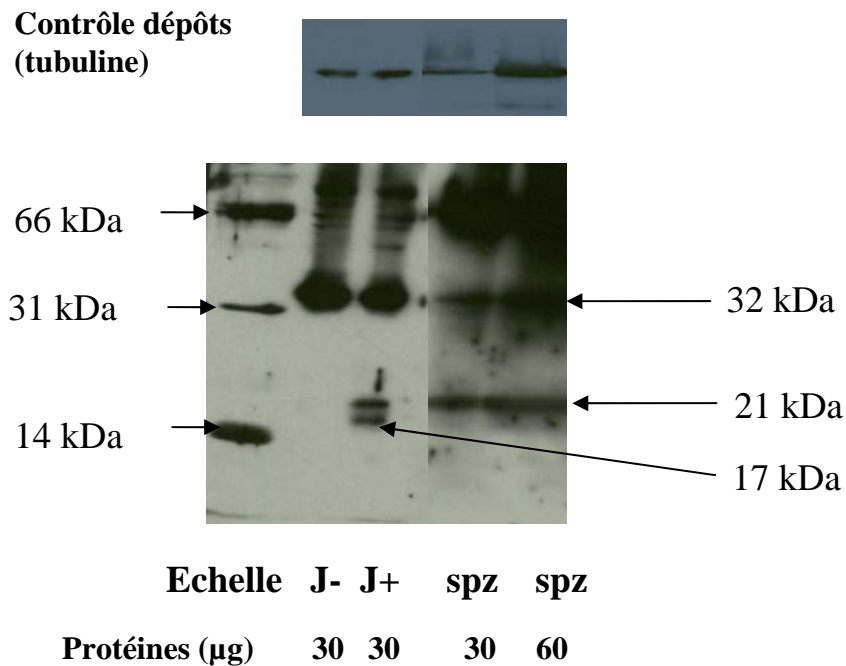 Contrôle dépôts
(tubuline)
66 kDa
31 kDa
32 kDa
21 kDa
14 kDa
17 kDa
Echelle J- J+ spz spz
Protéines (µg) 30 30 30 60